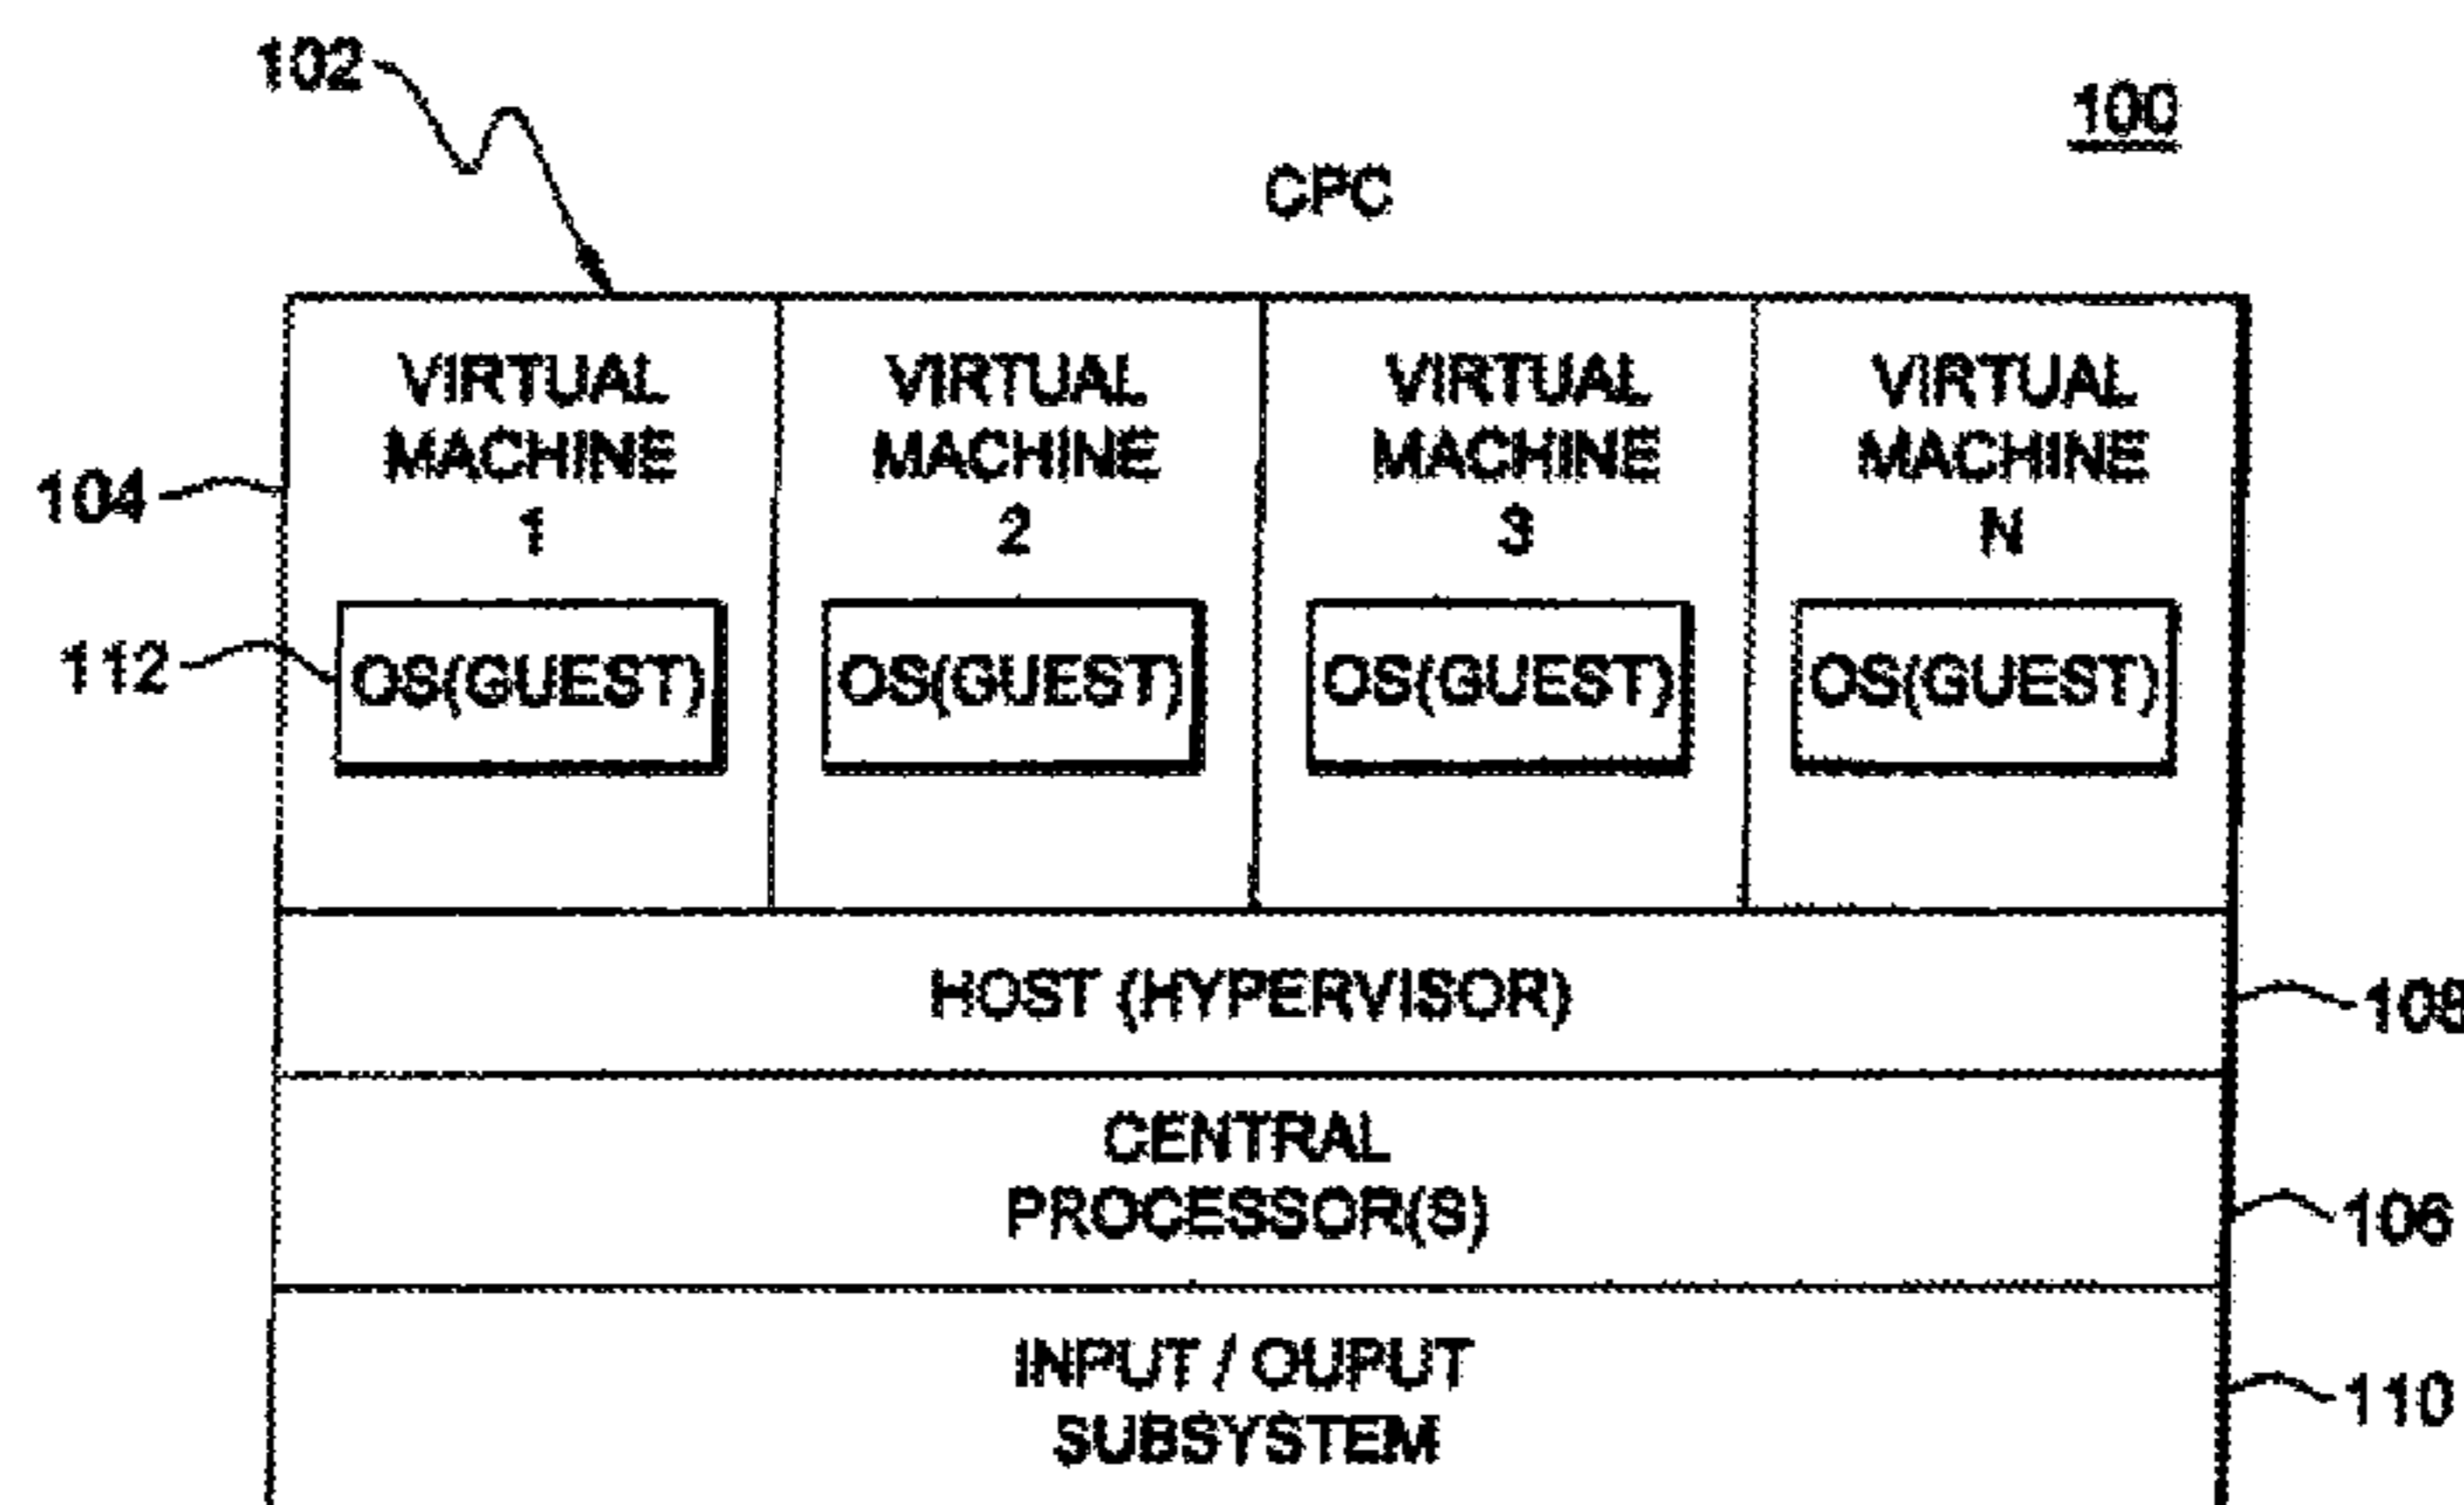 102
100
CPC
VIRTUAL VIRTUAL VIRTUAL VIRTUAL
MACHINE MACHINE MACHINE MACHINE
104
1 2 3 N
112 OS(GUEST) OS(GUEST) OS(GUEST) OS(GUEST)
HOST (HYPERVISOR)
CENTRAL
PROCESSOR(S)
106
INPUT / OUPUT
110
SUBSYSTEM